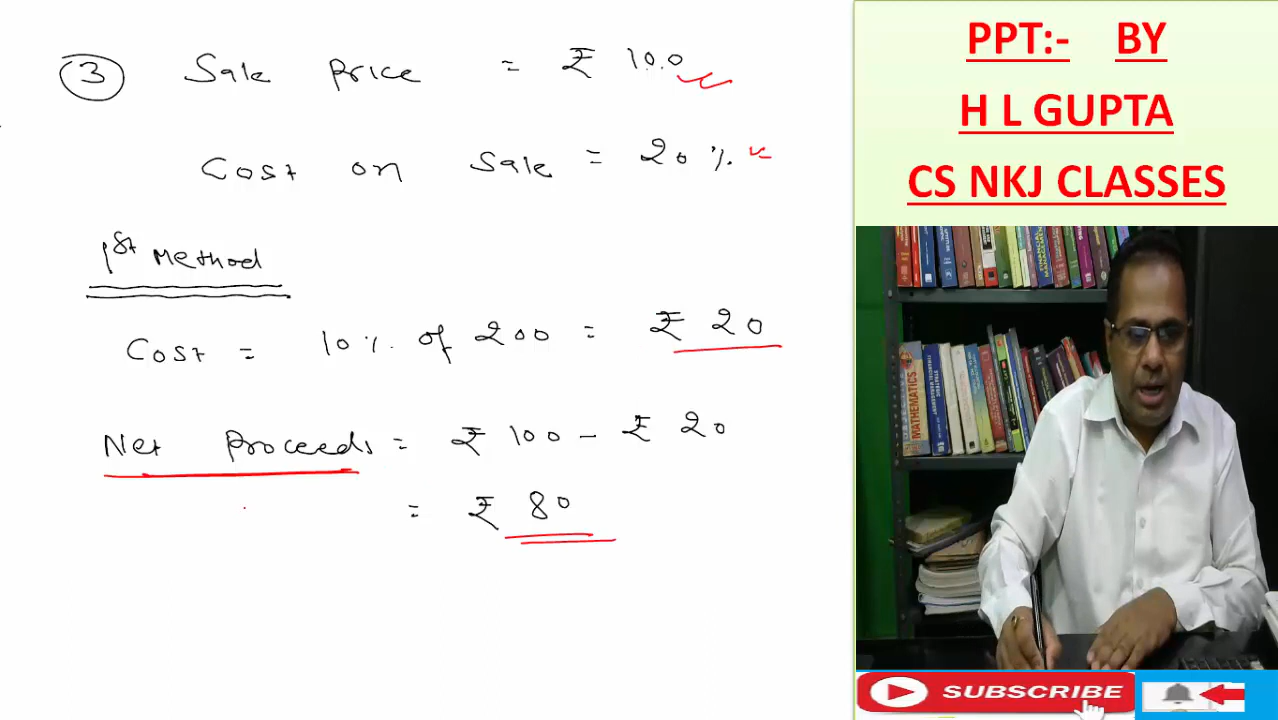 3 Sale Price = ₹ 100
Cost on Sale = 20 %.
1st Method
Cost = 10 %. of 200 = ₹ 20
Net Proceeds = ₹ 100 - ₹ 20
= ₹ 80
PPT:- BY
H L GUPTA
CS NKJ CLASSES
MATHEMATICS
SUBSCRIBE